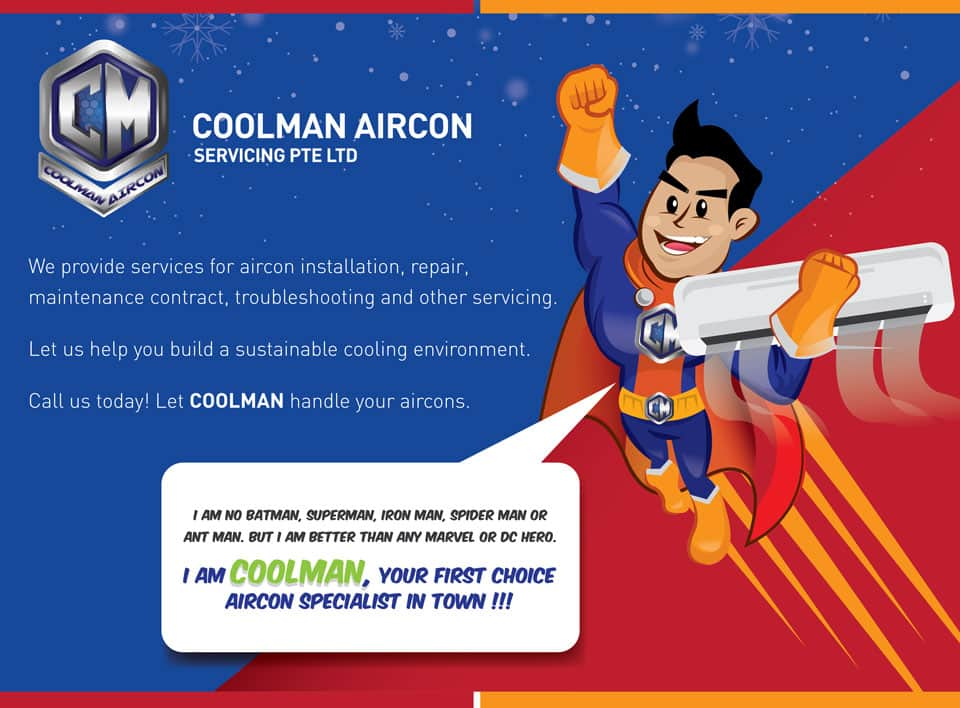 CM
COOLMAN AIRCON
COOLMAN AIRCON
SERVICING PTE LTD
We provide services for aircon installation, repair,
maintenance contract, troubleshooting and other servicing.
Let us help you build a sustainable cooling environment.
Call us today! Let COOLMAN handle your aircons.
CM
CM
I AM NO BATMAN, SUPERMAN, IRON MAN, SPIDER MAN OR
ANT MAN. BUT I AM BETTER THAN ANY MARVEL OR DC HERO.
I AM COOLMAN, YOUR FIRST CHOICE
AIRCON SPECIALIST IN TOWN !!!